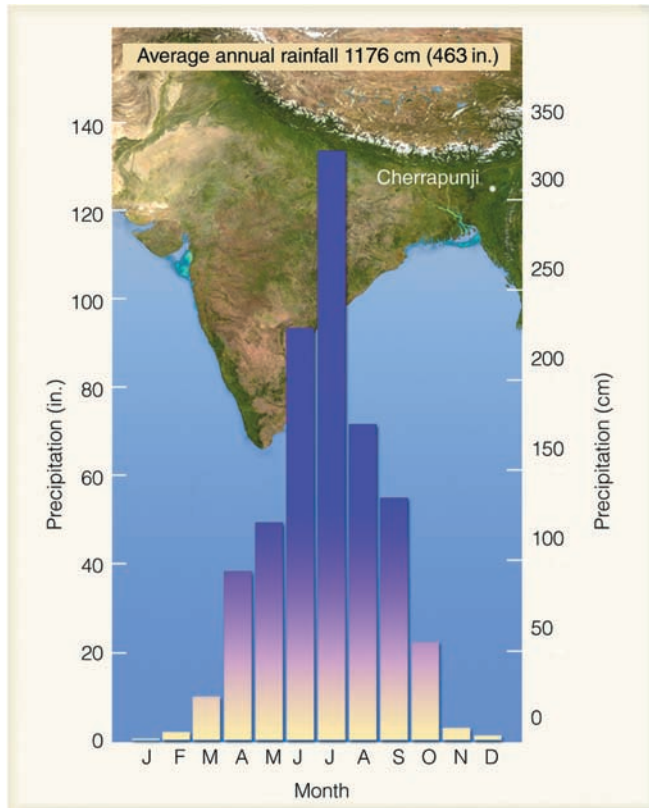 Average annual rainfall 1176 cm (463 in.)
140
120
100
80
60
40
20
0
Precipitation (in.)
Cherrapunji
350
300
250
200
150
100
50
0
Precipitation (cm)
J F M A M J J A S O N D
Month